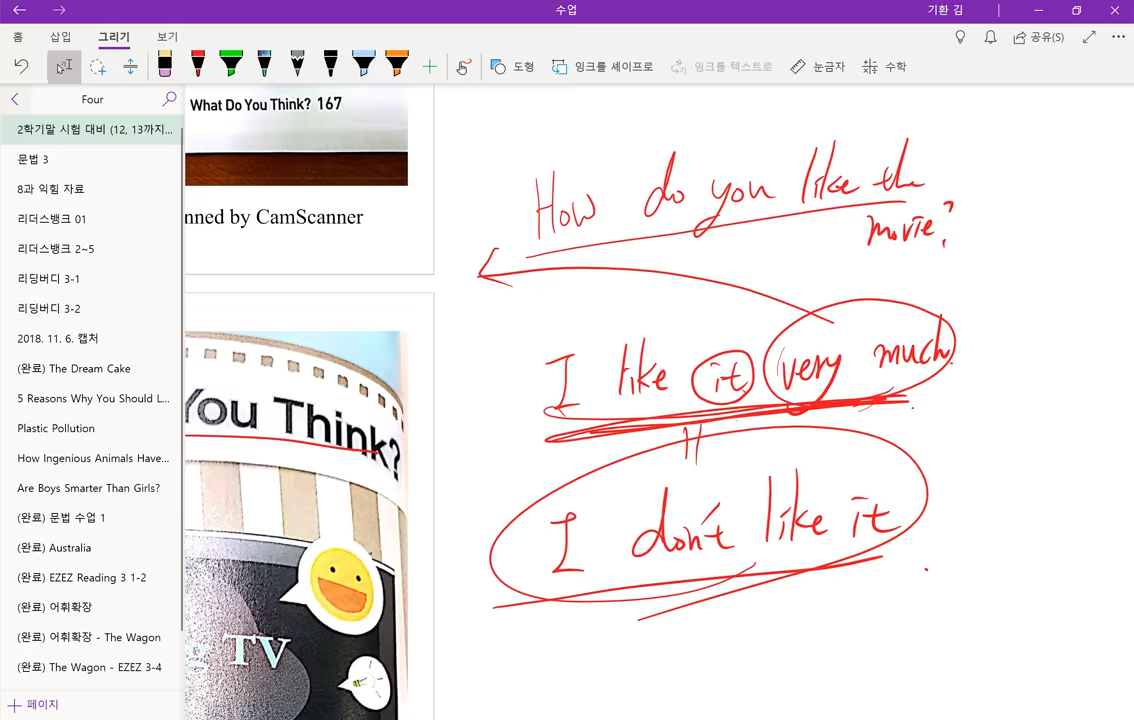 수업
기환 김
홈 삽입 그리기 보기
공유(S)
도형 잉크를 셰이프로 잉크를 텍스트로 눈금자 수학
Four
2학기말 시험 대비 (12, 13까지...
문법 3
8과 익힘 자료
리더스뱅크 01
리더스뱅크 2~5
리딩버디 3-1
리딩버디 3-2
2018. 11. 6. 캡처
(완료) The Dream Cake
5 Reasons Why You Should L...
Plastic Pollution
How Ingenious Animals Have...
Are Boys Smarter Than Girls?
(완료) 문법 수업 1
(완료) Australia
(완료) EZEZ Reading 3 1-2
(완료) 어휘확장
(완료) 어휘확장 - The Wagon
(완료) The Wagon - EZEZ 3-4
페이지
What Do You Think? 167
nned by CamScanner
You Think?
g TV
How do you like the
movie?
I like it very much.
I don't like it.